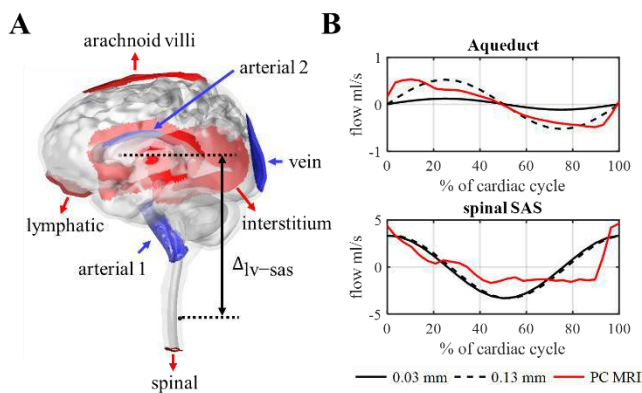 A
arachnoid villi
arterial 2
vein
lymphatic
interstitium
arterial 1
Δlv−sas
spinal
B
Aqueduct
flow ml/s
1
0
-1
20 40 60 80 100
% of cardiac cycle
spinal SAS
flow ml/s
5
0
-5
20 40 60 80 100
% of cardiac cycle
0.03 mm 0.13 mm PC MRI